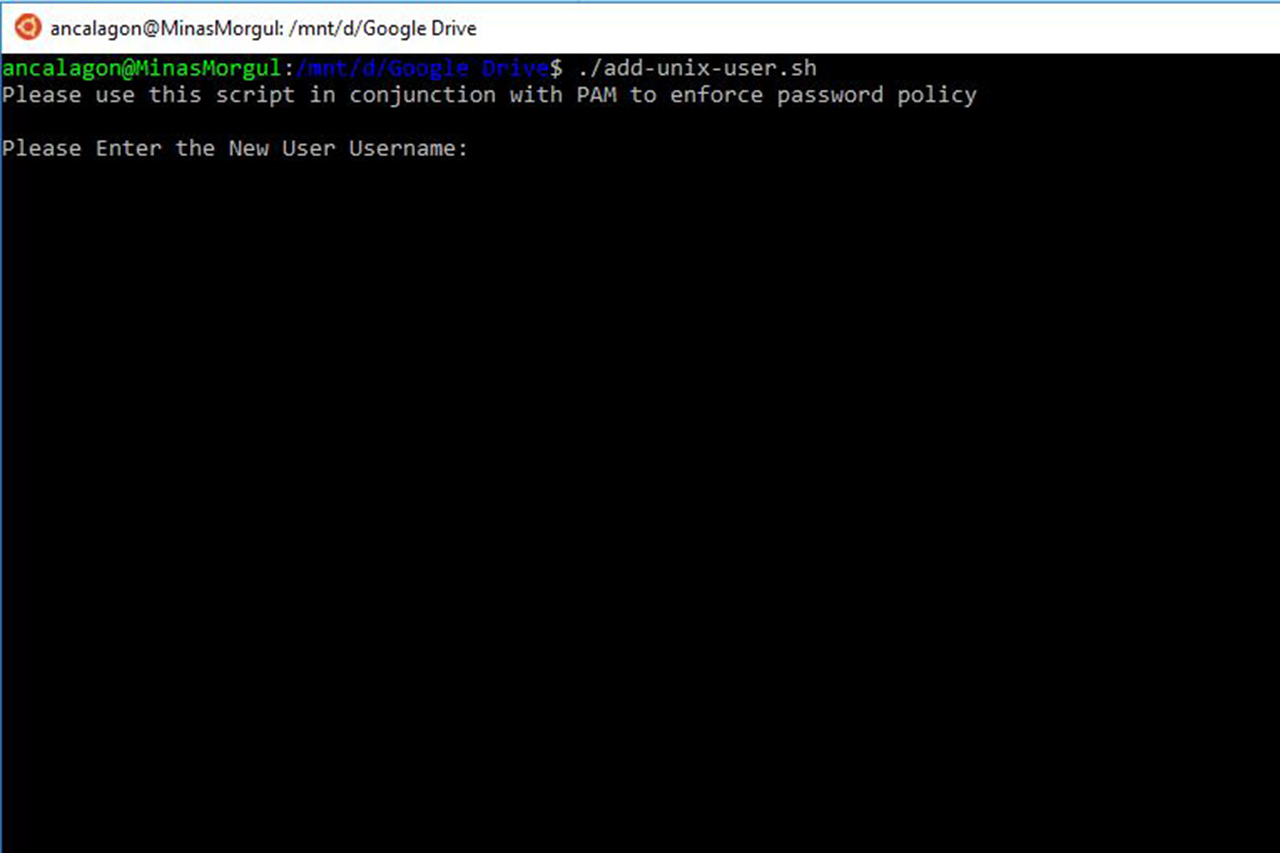 ancalagon@MinasMorgul: /mnt/d/Google Drive
ancalagon@MinasMorgul:/mnt/d/Google Drive$ ./add-unix-user.sh
Please use this script in conjunction with PAM to enforce password policy
Please Enter the New User Username: